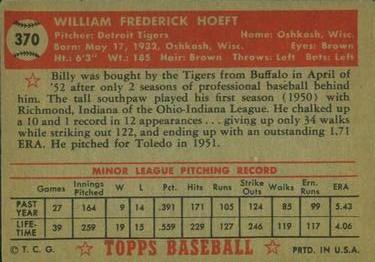 370
WILLIAM FREDERICK HOEFT
Pitcher: Detroit Tigers Home: Oshkosh, Wisc.
Born: May 17, 1932, Oshkosh, Wisc. Eyes: Brown
Ht.: 6'3" Wt.: 185 Hair: Brown Throws: Left Bats: Left
Billy was bought by the Tigers from Buffalo in April of
'52 after only 2 seasons of professional baseball behind
him. The tall southpaw played his first season (1950) with
Richmond, Indiana of the Ohio-Indiana League. He chalked up
a 10 and 1 record in 12 appearances . . . giving up only 34 walks
while striking out 122, and ending up with an outstanding 1.71
ERA. He pitched for Toledo in 1951.
MINOR LEAGUE PITCHING RECORD
Games Innings Pitched W L Pct. Hits Runs Strike Outs Walks Ern. Runs ERA
PAST YEAR 27 164 9 14 .391 171 105 124 85 99 5.43
LIFE-TIME 39 259 19 15 .559 248 127 246 119 117 4.06
© T. C. G. TOPPS BASEBALL PRTD. IN U.S.A.